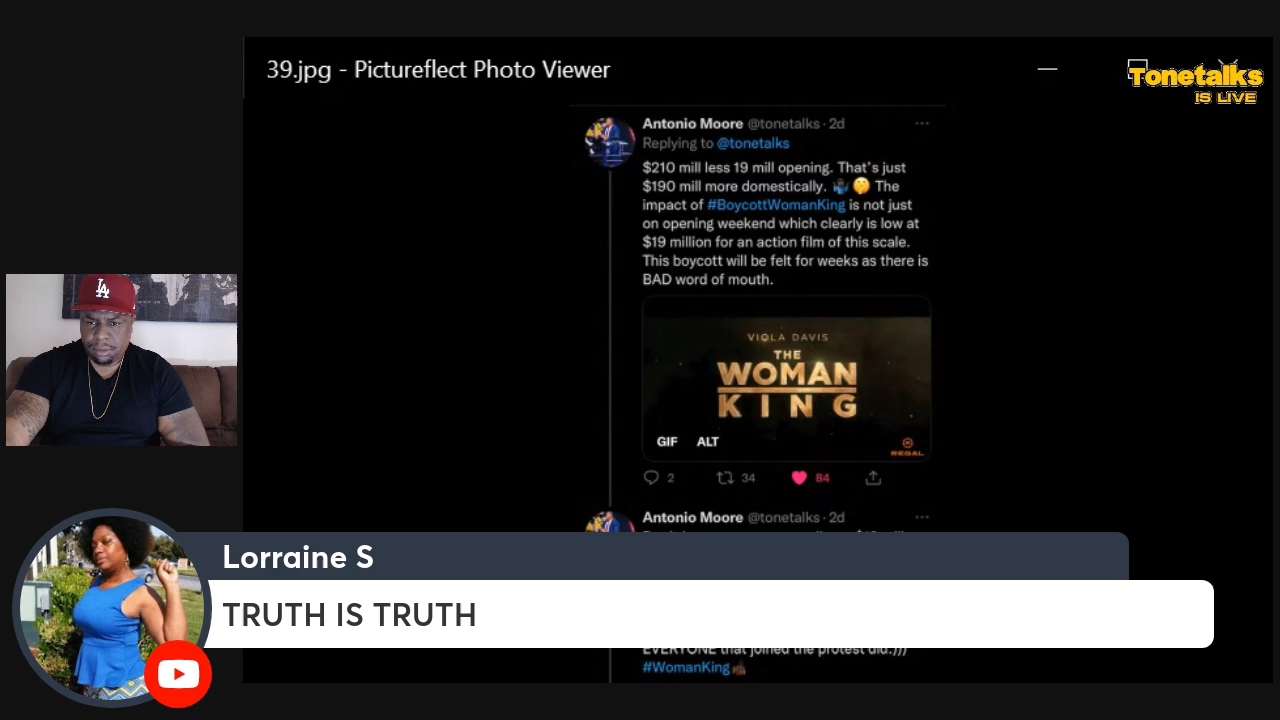 39.jpg - Pictureflect Photo Viewer
Tonetalks
IS LIVE
Antonio Moore @tonetalks · 2d
Replying to @tonetalks
$210 mill less 19 mill opening. That's just
$190 mill more domestically. 🤷🏿‍♂️ 🤔 The
impact of #BoycottWomanKing is not just
on opening weekend which clearly is low at
$19 million for an action film of this scale.
This boycott will be felt for weeks as there is
BAD word of mouth.
VIOLA DAVIS
THE
WOMAN
KING
GIF ALT
REGAL
2 34 84
Antonio Moore @tonetalks · 2d
Lorraine S
TRUTH IS TRUTH
EVERYONE that joined the protest did.)))
#WomanKing
LA